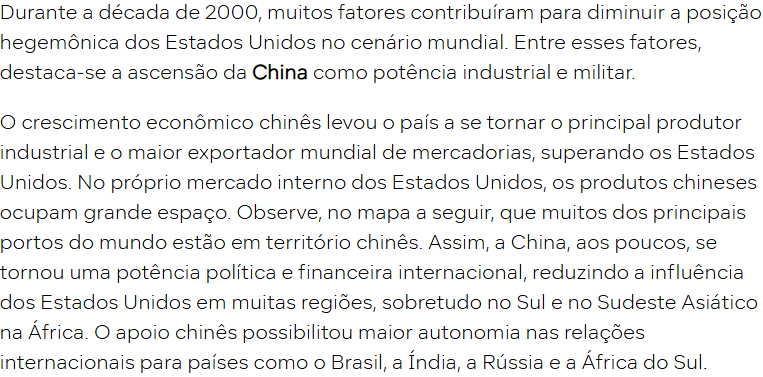 Durante a década de 2000, muitos fatores contribuíram para diminuir a posição
hegemônica dos Estados Unidos no cenário mundial. Entre esses fatores,
destaca-se a ascensão da China como potência industrial e militar.
O crescimento econômico chinês levou o país a se tornar o principal produtor
industrial e o maior exportador mundial de mercadorias, superando os Estados
Unidos. No próprio mercado interno dos Estados Unidos, os produtos chineses
ocupam grande espaço. Observe, no mapa a seguir, que muitos dos principais
portos do mundo estão em território chinês. Assim, a China, aos poucos, se
tornou uma potência política e financeira internacional, reduzindo a influência
dos Estados Unidos em muitas regiões, sobretudo no Sul e no Sudeste Asiático
na África. O apoio chinês possibilitou maior autonomia nas relações
internacionais para países como o Brasil, a Índia, a Rússia e a África do Sul.